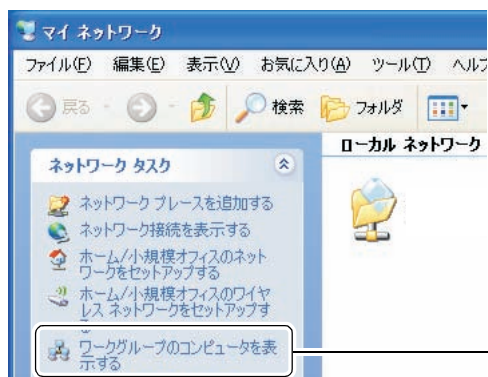 マイ ネットワーク
ファイル(F) 編集(E) 表示(V) お気に入り(A) ツール(T) ヘルプ
戻る 検索 フォルダ
ローカル ネットワーク
ネットワーク タスク
ネットワーク プレースを追加する
ネットワーク接続を表示する
ホーム/小規模オフィスのネット
ワークをセットアップする
ホーム/小規模オフィスのワイヤ
レス ネットワークをセットアップす
ワークグループのコンピュータを表
示する